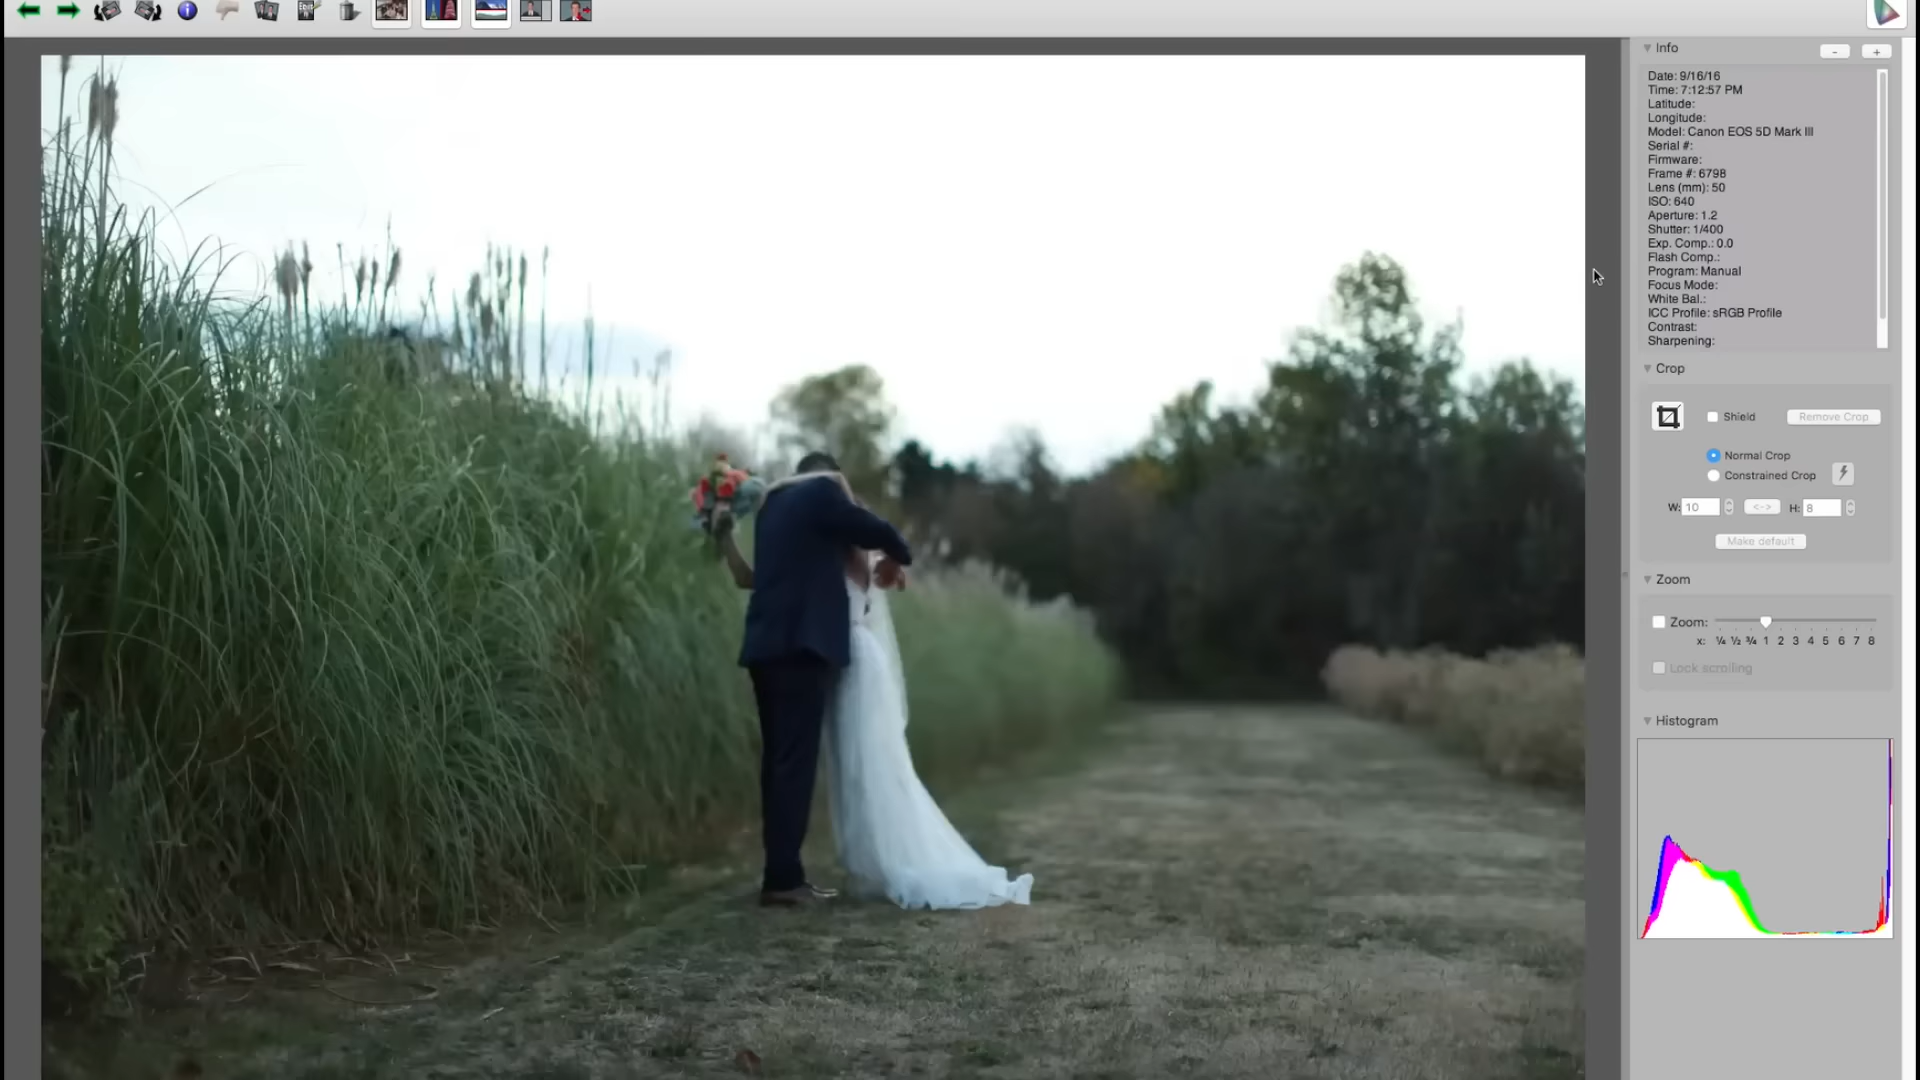 Edit
Info
-
+
Date: 9/16/16
Time: 7:12:57 PM
Latitude:
Longitude:
Model: Canon EOS 5D Mark III
Serial #:
Firmware:
Frame #: 6798
Lens (mm): 50
ISO: 640
Aperture: 1.2
Shutter: 1/400
Exp. Comp.: 0.0
Flash Comp.:
Program: Manual
Focus Mode:
White Bal.:
ICC Profile: sRGB Profile
Contrast:
Sharpening:
Crop
Shield
Remove Crop
Normal Crop
Constrained Crop
W: 10 <-> H: 8
Make default
Zoom
Zoom:
x: ¼ ½ ¾ 1 2 3 4 5 6 7 8
Lock scrolling
Histogram